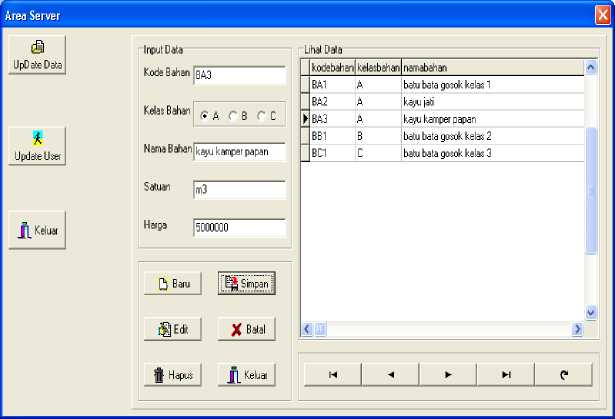 Area Server
UpDate Data
Update User
Keluar
Input Data
Kode Bahan BA3
Kelas Bahan A B C
Nama Bahan kayu kamper papan
Satuan m3
Harga 5000000
Baru Simpan
Edit Batal
Hapus Keluar
Lihat Data
kodebahan kelasbahan namabahan
BA1 A batu bata gosok kelas 1
BA2 A kayu jati
BA3 A kayu kamper papan
BB1 B batu bata gosok kelas 2
BC1 C batu bata gosok kelas 3